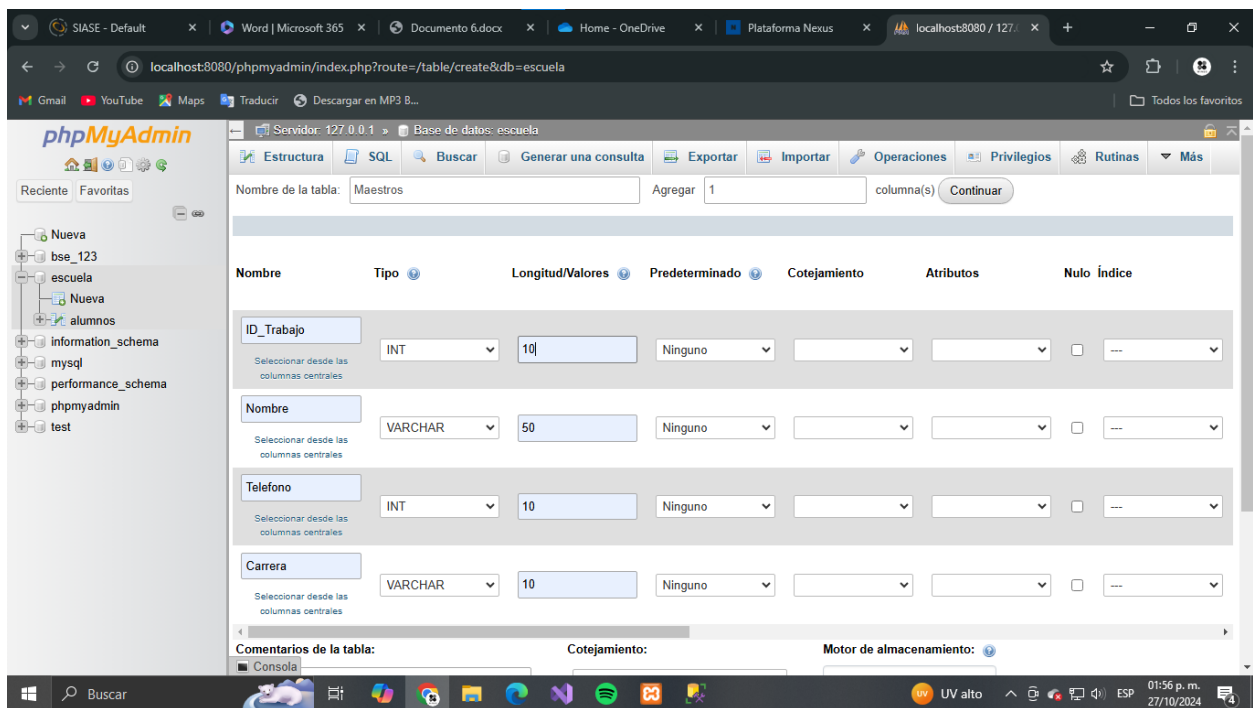 SIASE - Default
Word | Microsoft 365
Documento 6.docx
Home - OneDrive
Plataforma Nexus
localhost:8080 / 127.
localhost:8080/phpmyadmin/index.php?route=/table/create&db=escuela
Gmail YouTube Maps Traducir Descargar en MP3 B... Todos los favoritos
phpMyAdmin
Reciente Favoritas
Nueva
bse_123
escuela
Nueva
alumnos
information_schema
mysql
performance_schema
phpmyadmin
test
Servidor: 127.0.0.1 » Base de datos: escuela
Estructura SQL Buscar Generar una consulta Exportar Importar Operaciones Privilegios Rutinas Más
Nombre de la tabla: Maestros Agregar 1 columna(s) Continuar
Nombre Tipo Longitud/Valores Predeterminado Cotejamiento Atributos Nulo Índice
ID_Trabajo
INT 10 Ninguno ---
Seleccionar desde las
columnas centrales
Nombre
VARCHAR 50 Ninguno ---
Seleccionar desde las
columnas centrales
Telefono
INT 10 Ninguno ---
Seleccionar desde las
columnas centrales
Carrera
VARCHAR 10 Ninguno ---
Seleccionar desde las
columnas centrales
Comentarios de la tabla: Cotejamiento: Motor de almacenamiento:
Consola
Buscar
UV UV alto ESP
01:56 p. m.
27/10/2024
4